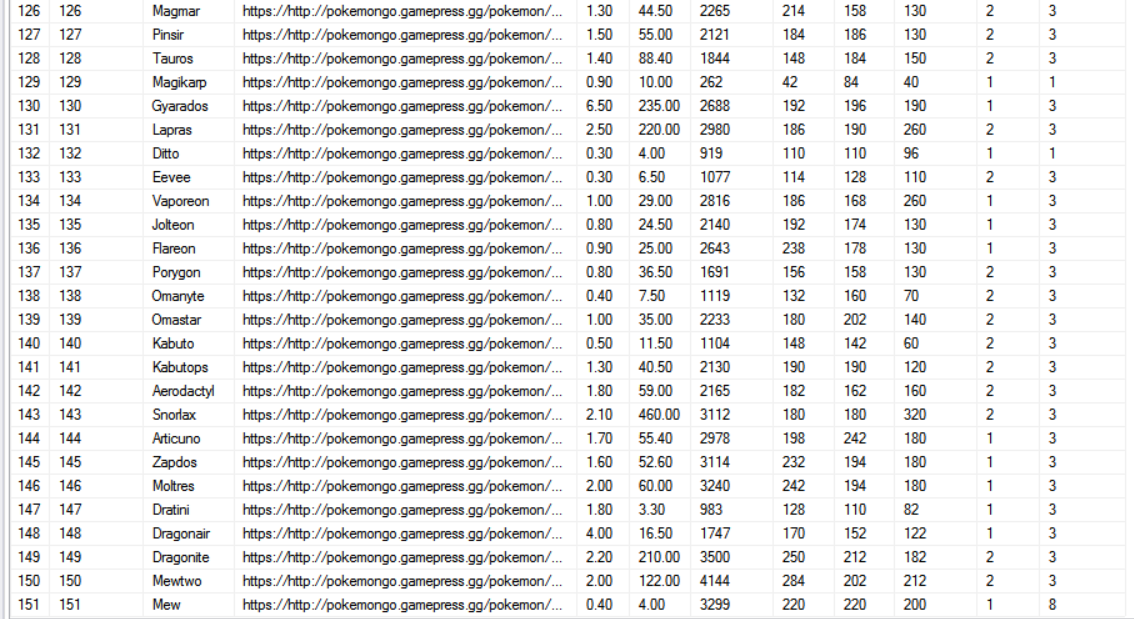 126 126 Magmar https://http://pokemongo.gamepress.gg/pokemon/... 1.30 44.50 2265 214 158 130 2 3
127 127 Pinsir https://http://pokemongo.gamepress.gg/pokemon/... 1.50 55.00 2121 184 186 130 2 3
128 128 Tauros https://http://pokemongo.gamepress.gg/pokemon/... 1.40 88.40 1844 148 184 150 2 3
129 129 Magikarp https://http://pokemongo.gamepress.gg/pokemon/... 0.90 10.00 262 42 84 40 1 1
130 130 Gyarados https://http://pokemongo.gamepress.gg/pokemon/... 6.50 235.00 2688 192 196 190 1 3
131 131 Lapras https://http://pokemongo.gamepress.gg/pokemon/... 2.50 220.00 2980 186 190 260 2 3
132 132 Ditto https://http://pokemongo.gamepress.gg/pokemon/... 0.30 4.00 919 110 110 96 1 1
133 133 Eevee https://http://pokemongo.gamepress.gg/pokemon/... 0.30 6.50 1077 114 128 110 2 3
134 134 Vaporeon https://http://pokemongo.gamepress.gg/pokemon/... 1.00 29.00 2816 186 168 260 1 3
135 135 Jolteon https://http://pokemongo.gamepress.gg/pokemon/... 0.80 24.50 2140 192 174 130 1 3
136 136 Flareon https://http://pokemongo.gamepress.gg/pokemon/... 0.90 25.00 2643 238 178 130 1 3
137 137 Porygon https://http://pokemongo.gamepress.gg/pokemon/... 0.80 36.50 1691 156 158 130 2 3
138 138 Omanyte https://http://pokemongo.gamepress.gg/pokemon/... 0.40 7.50 1119 132 160 70 2 3
139 139 Omastar https://http://pokemongo.gamepress.gg/pokemon/... 1.00 35.00 2233 180 202 140 2 3
140 140 Kabuto https://http://pokemongo.gamepress.gg/pokemon/... 0.50 11.50 1104 148 142 60 2 3
141 141 Kabutops https://http://pokemongo.gamepress.gg/pokemon/... 1.30 40.50 2130 190 190 120 2 3
142 142 Aerodactyl https://http://pokemongo.gamepress.gg/pokemon/... 1.80 59.00 2165 182 162 160 2 3
143 143 Snorlax https://http://pokemongo.gamepress.gg/pokemon/... 2.10 460.00 3112 180 180 320 2 3
144 144 Articuno https://http://pokemongo.gamepress.gg/pokemon/... 1.70 55.40 2978 198 242 180 1 3
145 145 Zapdos https://http://pokemongo.gamepress.gg/pokemon/... 1.60 52.60 3114 232 194 180 1 3
146 146 Moltres https://http://pokemongo.gamepress.gg/pokemon/... 2.00 60.00 3240 242 194 180 1 3
147 147 Dratini https://http://pokemongo.gamepress.gg/pokemon/... 1.80 3.30 983 128 110 82 1 3
148 148 Dragonair https://http://pokemongo.gamepress.gg/pokemon/... 4.00 16.50 1747 170 152 122 1 3
149 149 Dragonite https://http://pokemongo.gamepress.gg/pokemon/... 2.20 210.00 3500 250 212 182 2 3
150 150 Mewtwo https://http://pokemongo.gamepress.gg/pokemon/... 2.00 122.00 4144 284 202 212 2 3
151 151 Mew https://http://pokemongo.gamepress.gg/pokemon/... 0.40 4.00 3299 220 220 200 1 8